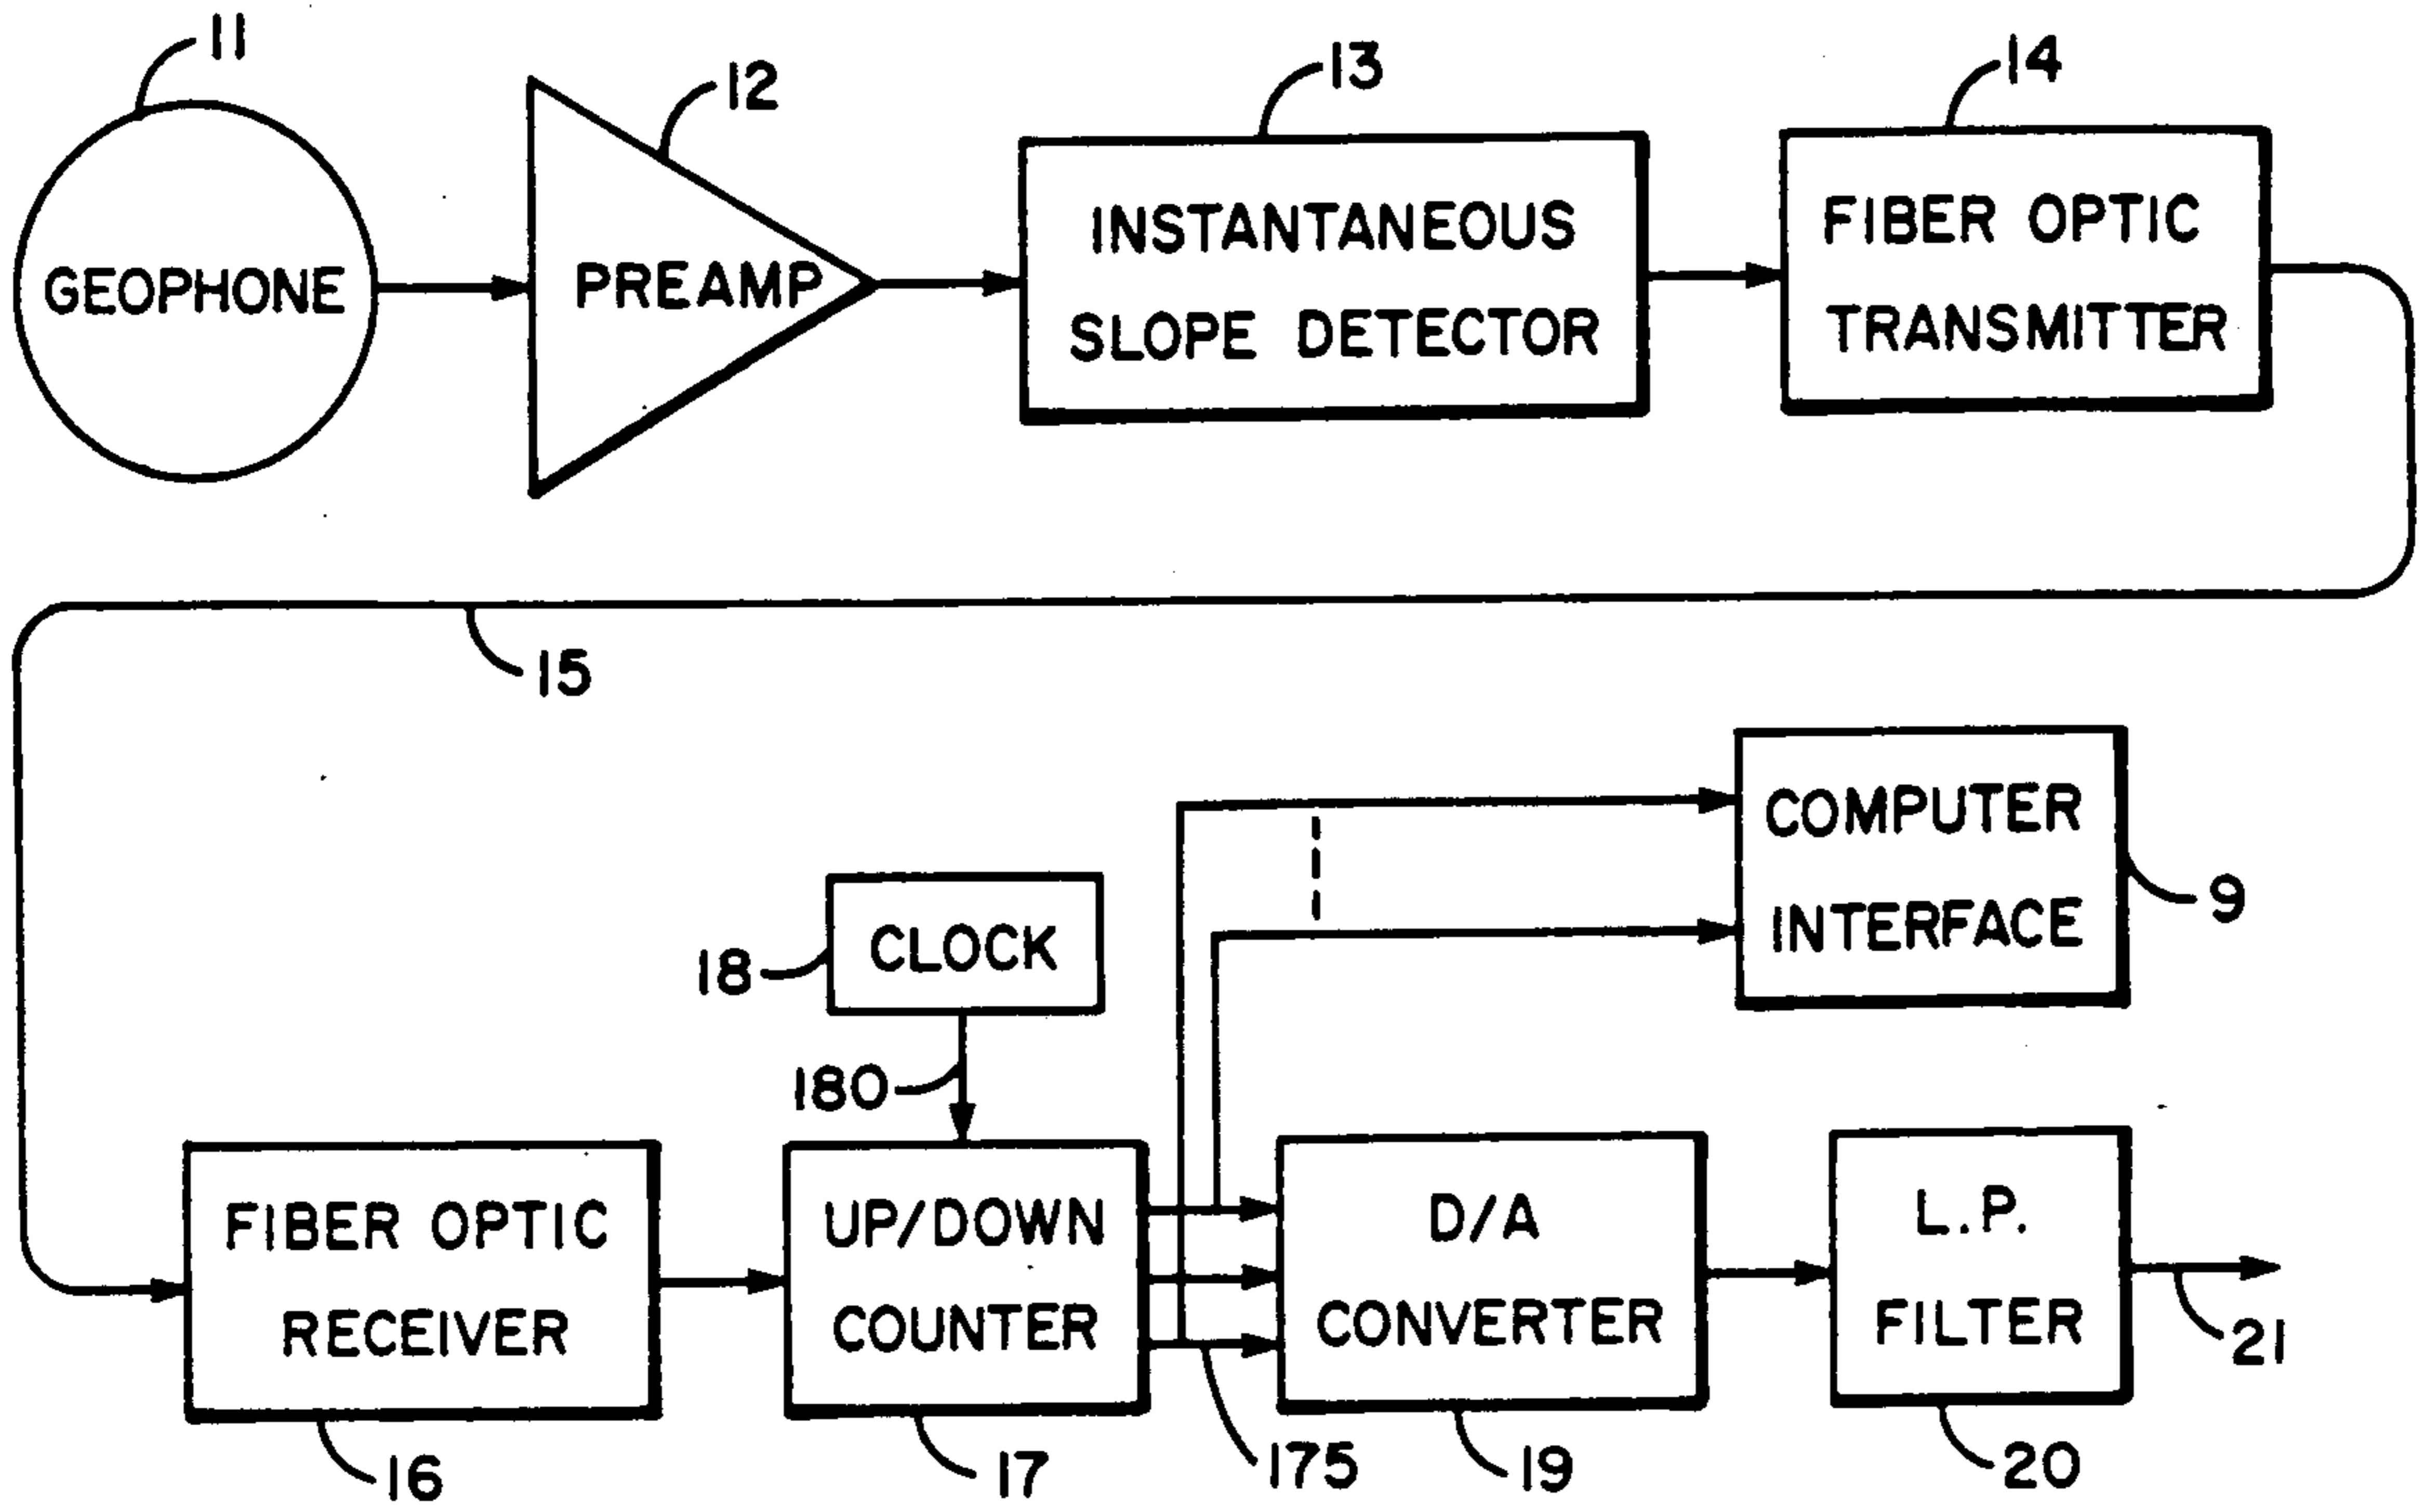 11
12
13
14
GEOPHONE
PREAMP
INSTANTANEOUS
SLOPE DETECTOR
FIBER OPTIC
TRANSMITTER
15
COMPUTER
INTERFACE
9
CLOCK
18
180
FIBER OPTIC
RECEIVER
UP/DOWN
COUNTER
D/A
CONVERTER
L.P.
FILTER
21
16
17
175
19
20